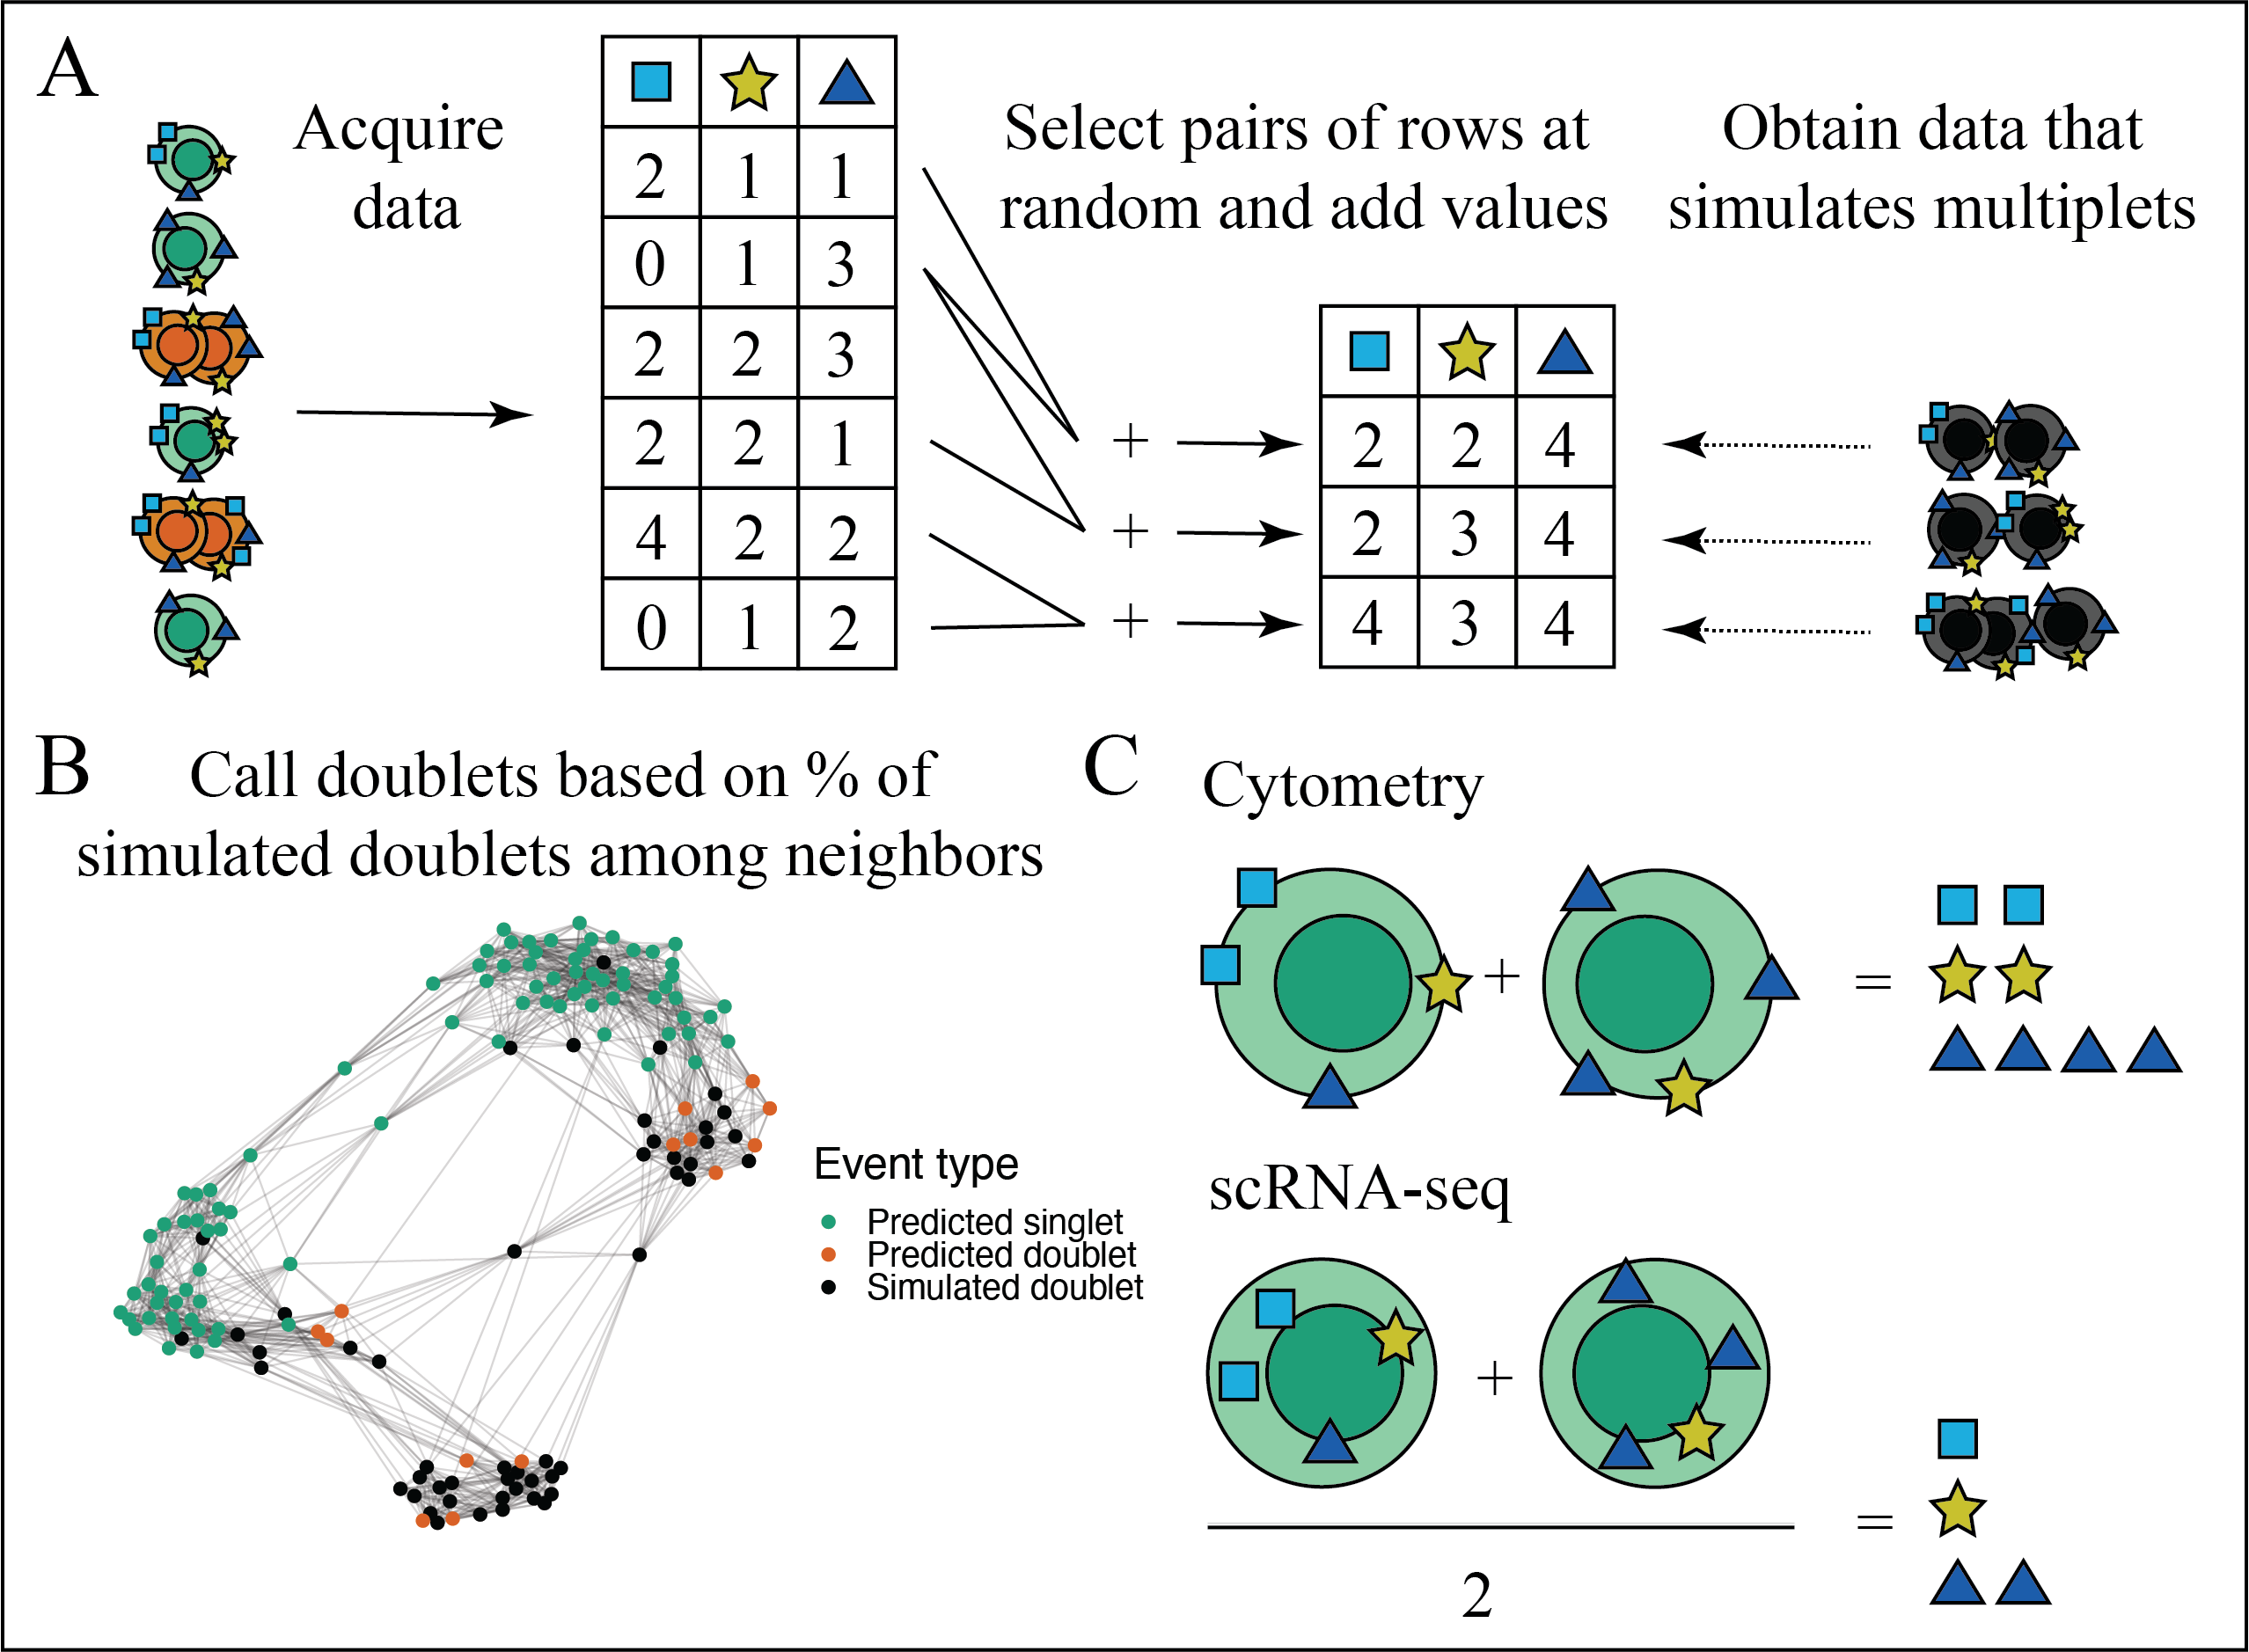 A
Acquire
data
2 1 1
0 1 3
2 2 3
2 2 1
4 2 2
0 1 2
Select pairs of rows at
random and add values
+
+
+
Obtain data that
simulates multiplets
2 2 4
2 3 4
4 3 4
B
Call doublets based on % of
simulated doublets among neighbors
Event type
Predicted singlet
Predicted doublet
Simulated doublet
C
Cytometry
+ =
scRNA-seq
+
=
2